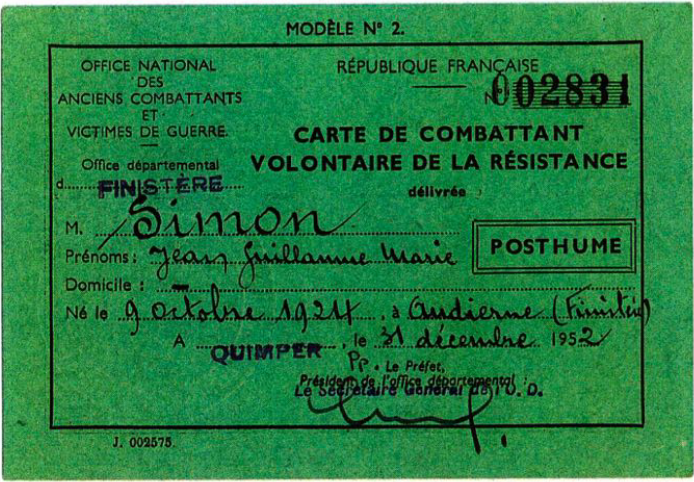 MODÈLE N° 2.
OFFICE NATIONAL
DES
ANCIENS COMBATTANTS
ET
VICTIMES DE GUERRE.
Office départemental
d FINISTÈRE
RÉPUBLIQUE FRANÇAISE
N° 002831
CARTE DE COMBATTANT
VOLONTAIRE DE LA RÉSISTANCE
délivrée :
M. Simon
Prénoms : Jean Guillaume Marie
POSTHUME
Domicile : —
Né le 9 octobre 1924, à Audierne (Finistère)
A QUIMPER, le 31 décembre 1952
Pp. Le Préfet,
Président de l'office départemental :
Le Secrétaire Général de l'O. D.
J. 002575.